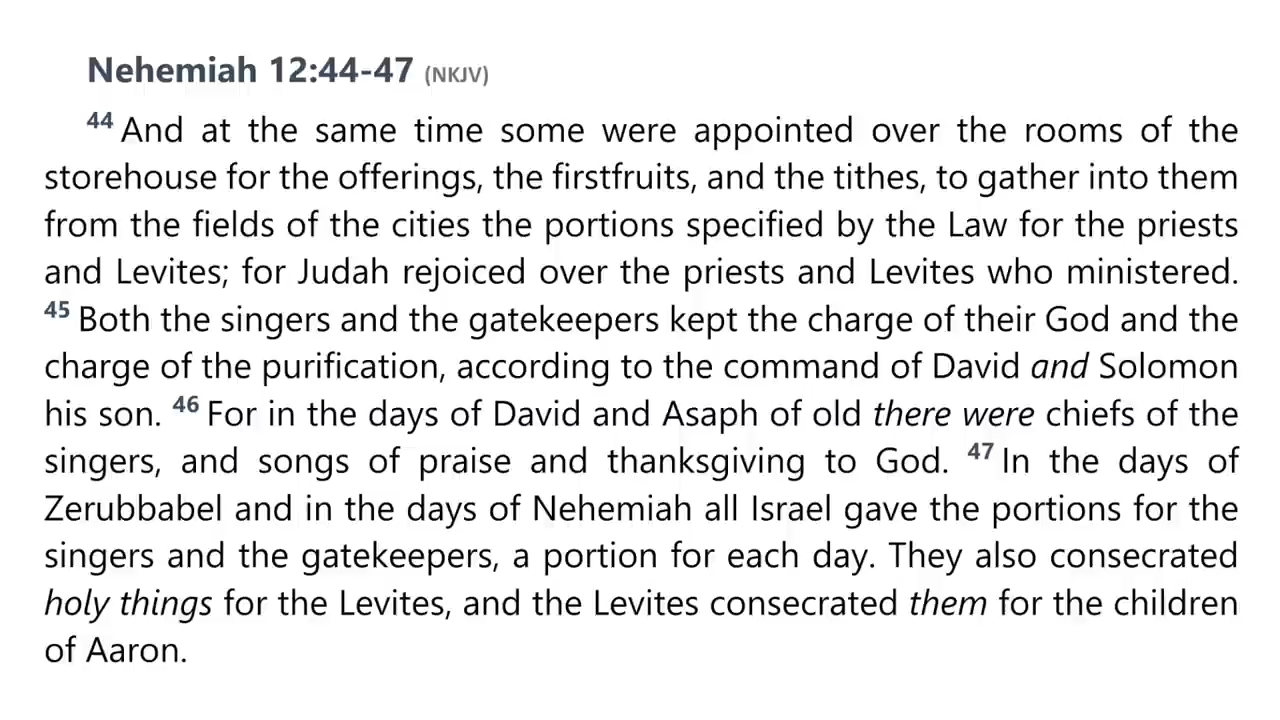 Nehemiah 12:44-47 (NKJV)
44 And at the same time some were appointed over the rooms of the
storehouse for the offerings, the firstfruits, and the tithes, to gather into them
from the fields of the cities the portions specified by the Law for the priests
and Levites; for Judah rejoiced over the priests and Levites who ministered.
45 Both the singers and the gatekeepers kept the charge of their God and the
charge of the purification, according to the command of David and Solomon
his son. 46 For in the days of David and Asaph of old there were chiefs of the
singers, and songs of praise and thanksgiving to God. 47 In the days of
Zerubbabel and in the days of Nehemiah all Israel gave the portions for the
singers and the gatekeepers, a portion for each day. They also consecrated
holy things for the Levites, and the Levites consecrated them for the children
of Aaron.